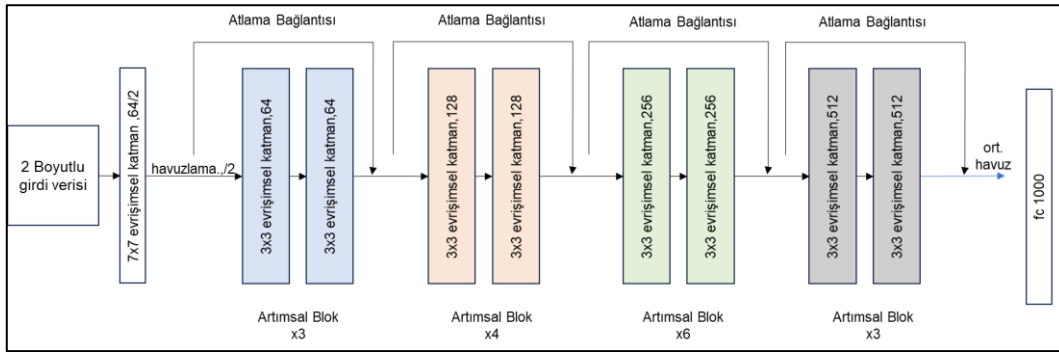 Atlama Bağlantısı
Atlama Bağlantısı
Atlama Bağlantısı
Atlama Bağlantısı
2 Boyutlu
girdi verisi
7x7 evrişimsel katman ,64/2
havuzlama.,/2
3x3 evrişimsel katman,64
3x3 evrişimsel katman,64
3x3 evrişimsel katman,128
3x3 evrişimsel katman,128
3x3 evrişimsel katman,256
3x3 evrişimsel katman,256
3x3 evrişimsel katman,512
3x3 evrişimsel katman,512
ort.
havuz
fc 1000
Artımsal Blok
x3
Artımsal Blok
x4
Artımsal Blok
x6
Artımsal Blok
x3